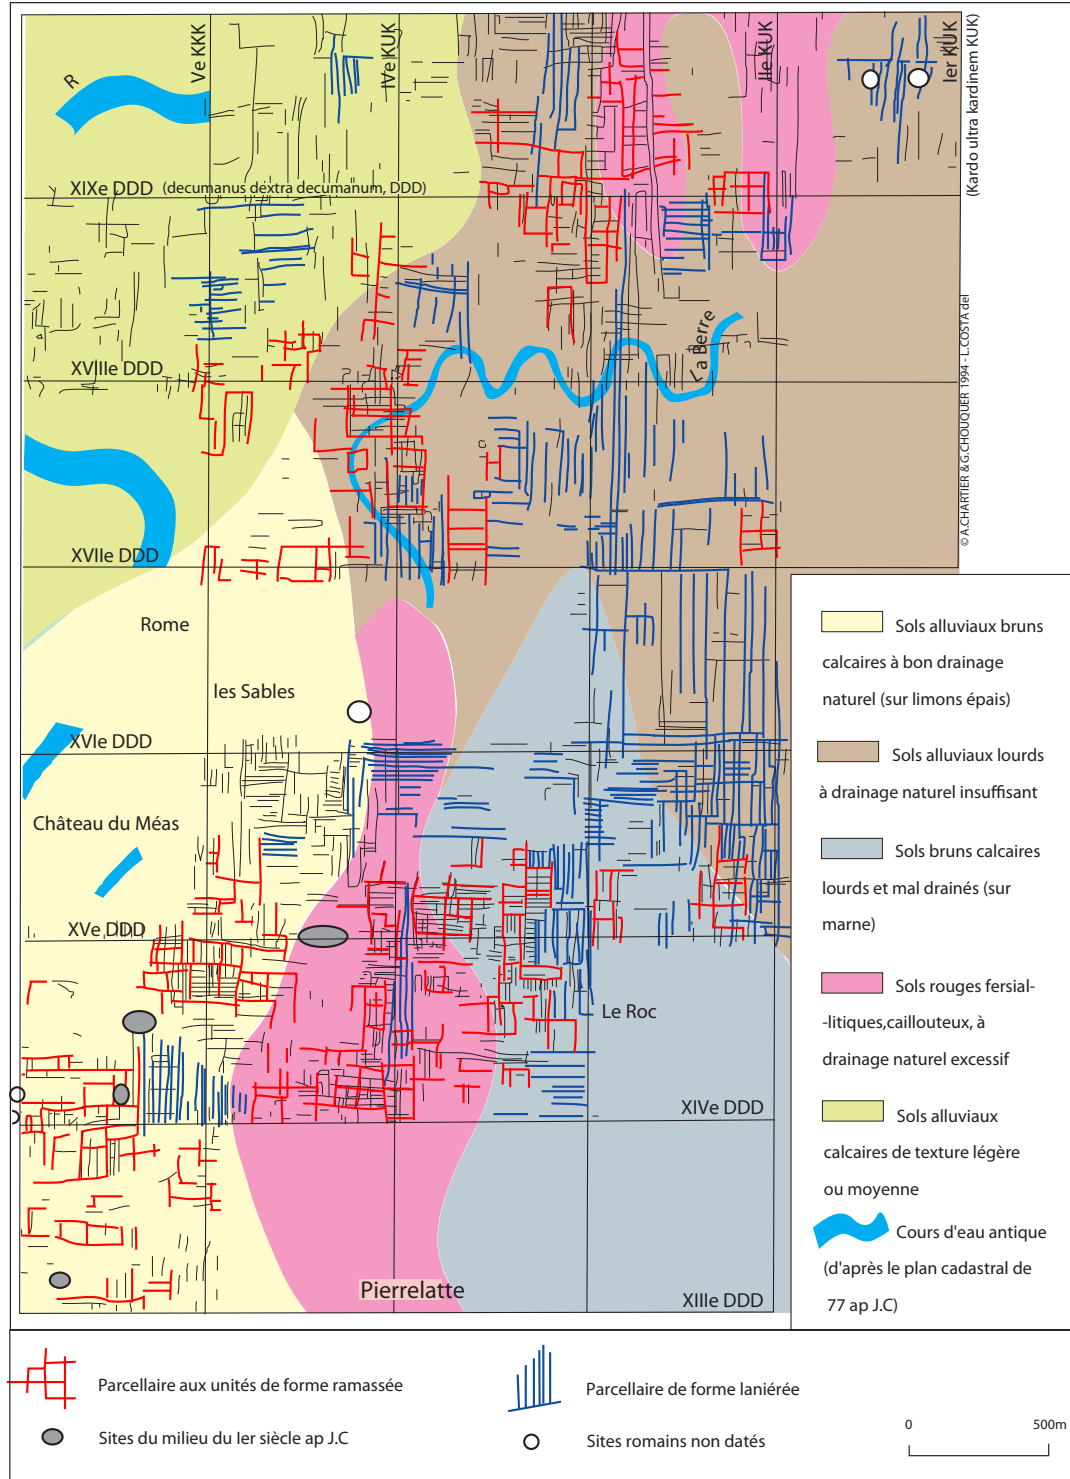 Ve KKK
IVe KUK
IIe KUK
Ier KUK
(Kardo ultra kardinem KUK)
R
XIXe DDD (decumanus dextra decumanum, DDD)
La Berre
XVIIIe DDD
© A.CHARTIER & G.CHOUQUER 1994 - L.COSTA del
XVIIe DDD
Rome
les Sables
XVIe DDD
Château du Méas
XVe DDD
Le Roc
XIVe DDD
Pierrelatte
XIIIe DDD
Sols alluviaux bruns
calcaires à bon drainage
naturel (sur limons épais)
Sols alluviaux lourds
à drainage naturel insuffisant
Sols bruns calcaires
lourds et mal drainés (sur
marne)
Sols rouges fersial-
-litiques,caillouteux, à
drainage naturel excessif
Sols alluviaux
calcaires de texture légère
ou moyenne
Cours d'eau antique
(d'après le plan cadastral de
77 ap J.C)
Parcellaire aux unités de forme ramassée
Parcellaire de forme laniérée
Sites du milieu du Ier siècle ap J.C
Sites romains non datés
0 500m